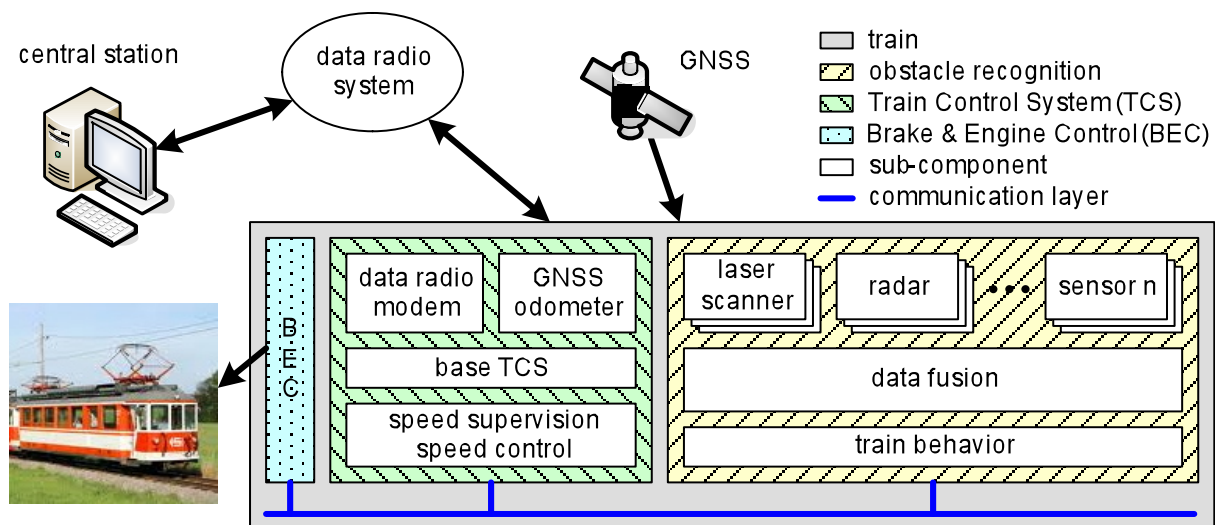 central station
data radio
system
GNSS
train
obstacle recognition
Train Control System (TCS)
Brake & Engine Control (BEC)
sub-component
communication layer
B
E
C
data radio
modem
GNSS
odometer
base TCS
speed supervision
speed control
laser
scanner
radar
•••
sensor n
data fusion
train behavior